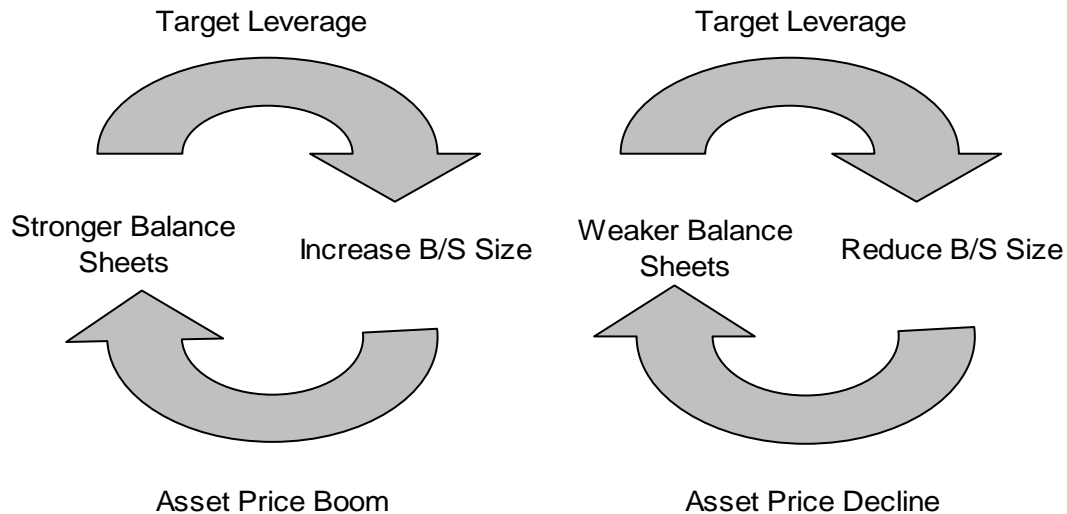 Target Leverage
Stronger Balance
Sheets
Increase B/S Size
Asset Price Boom
Target Leverage
Weaker Balance
Sheets
Reduce B/S Size
Asset Price Decline